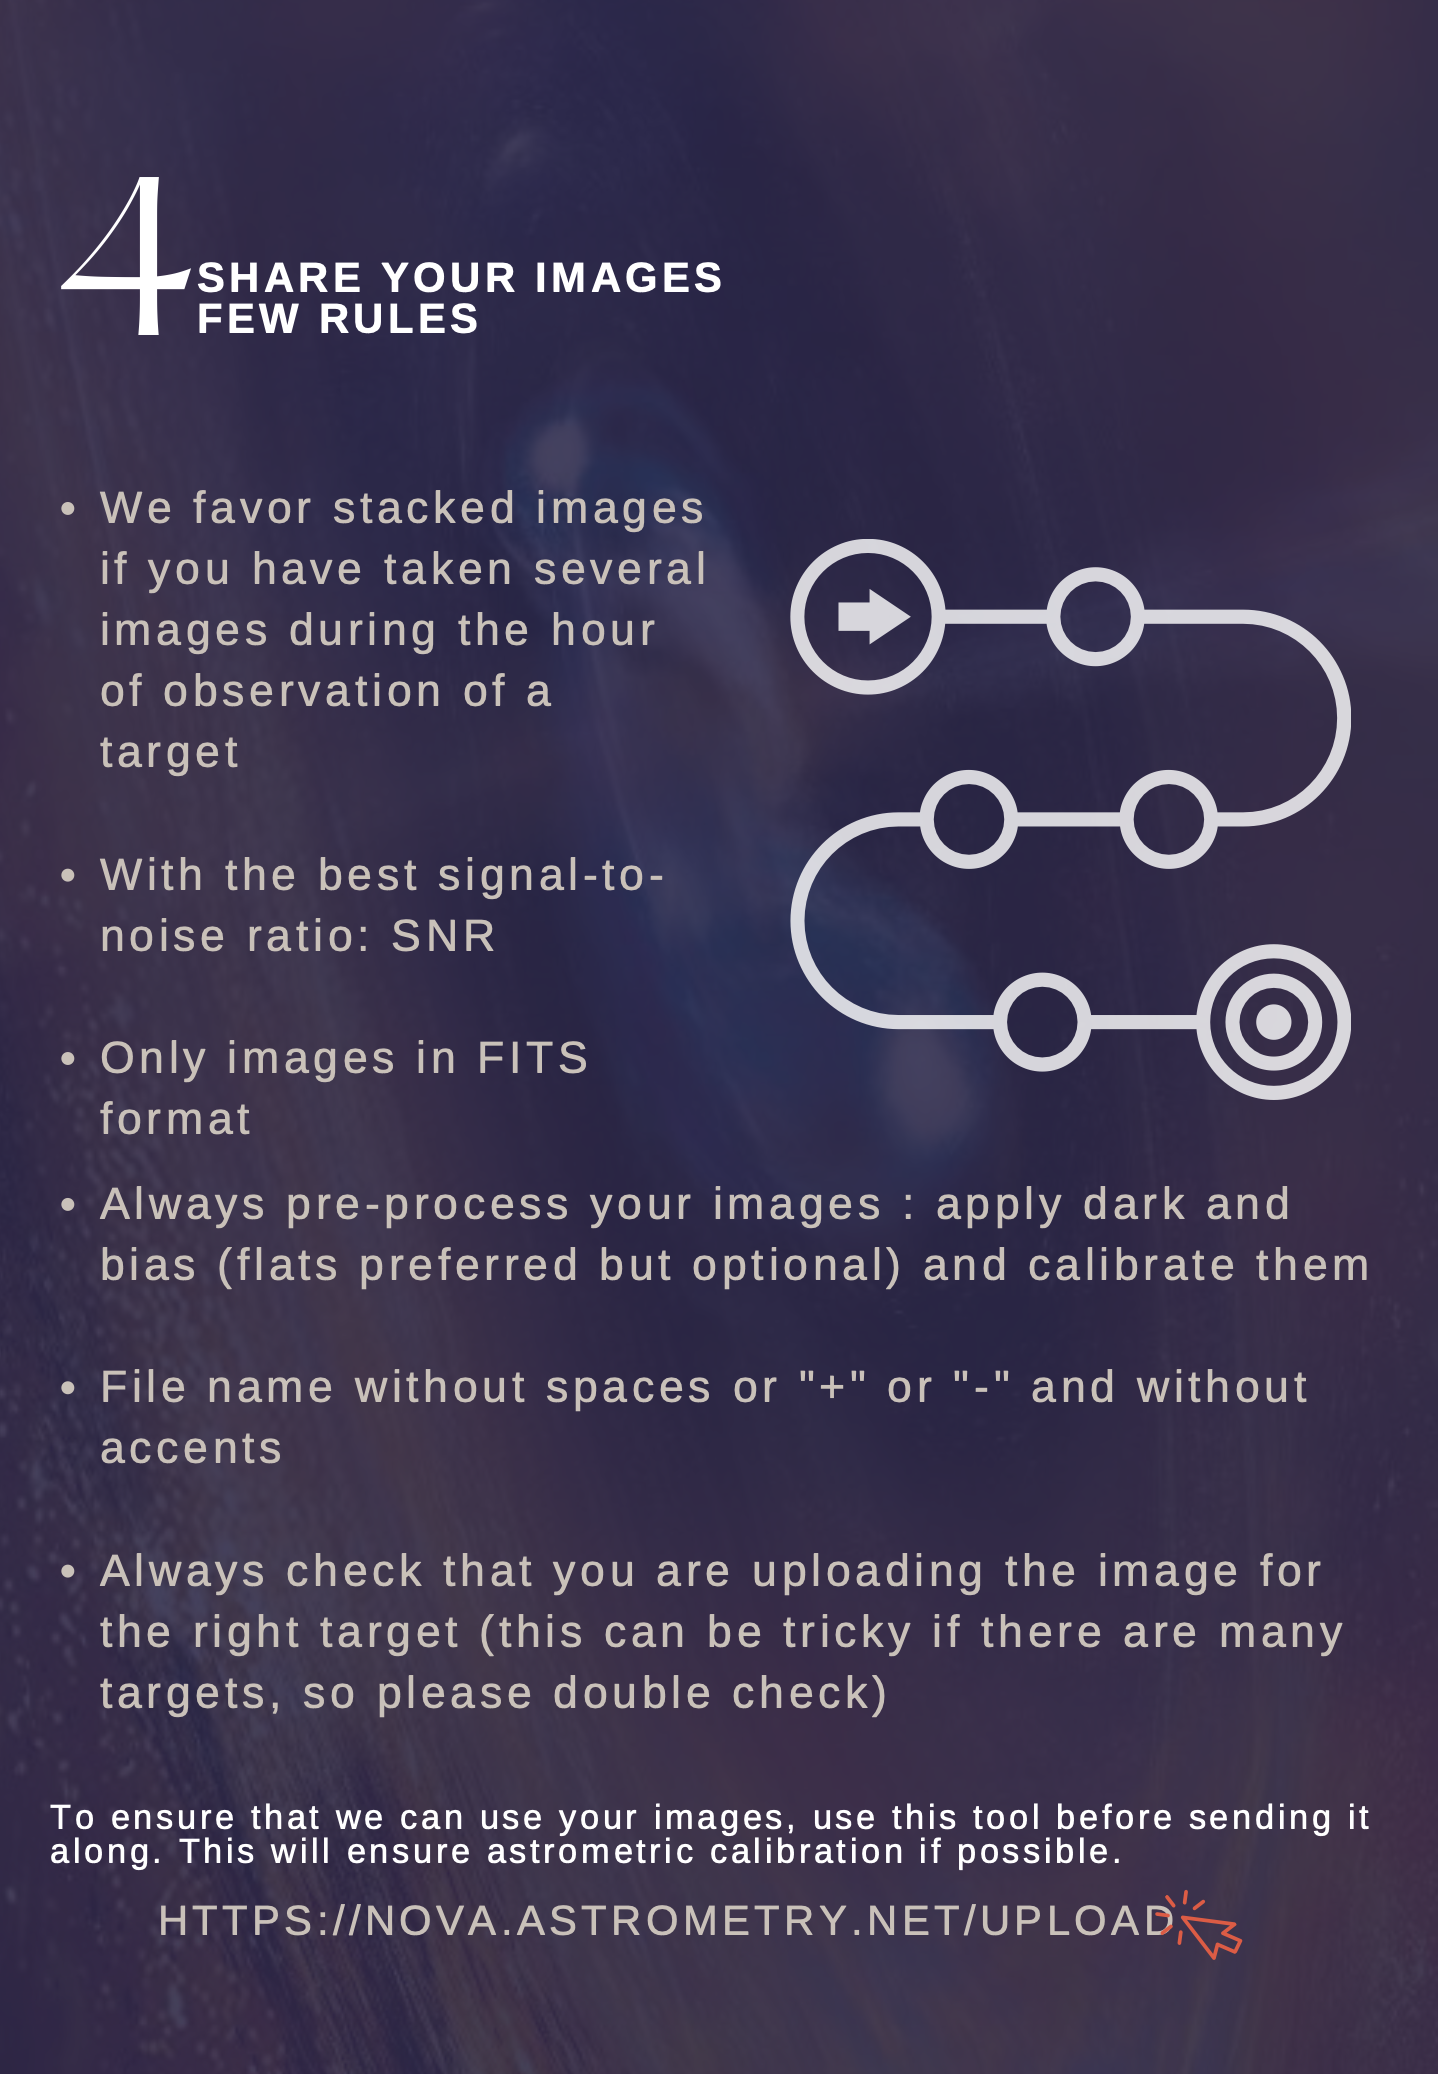 4 SHARE YOUR IMAGES
FEW RULES
• We favor stacked images
if you have taken several
images during the hour
of observation of a
target
• With the best signal-to-
noise ratio: SNR
• Only images in FITS
format
• Always pre-process your images : apply dark and
bias (flats preferred but optional) and calibrate them
• File name without spaces or "+" or "-" and without
accents
• Always check that you are uploading the image for
the right target (this can be tricky if there are many
targets, so please double check)
To ensure that we can use your images, use this tool before sending it
along. This will ensure astrometric calibration if possible.
HTTPS://NOVA.ASTROMETRY.NET/UPLOAD